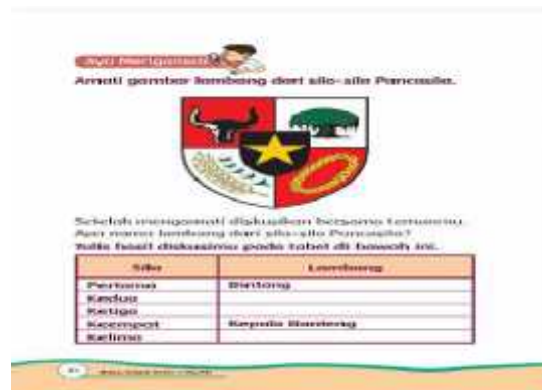 Ayo Mengamati
Amati gambar lambang dari sila-sila Pancasila.
Setelah mengamati diskusikan bersama temanmu.
Apa nama lambang dari sila-sila Pancasila?
Tulis hasil diskusimu pada tabel di bawah ini.
Sila Lambang
Pertama Bintang
Kedua
Ketiga
Keempat Kepala Banteng
Kelima